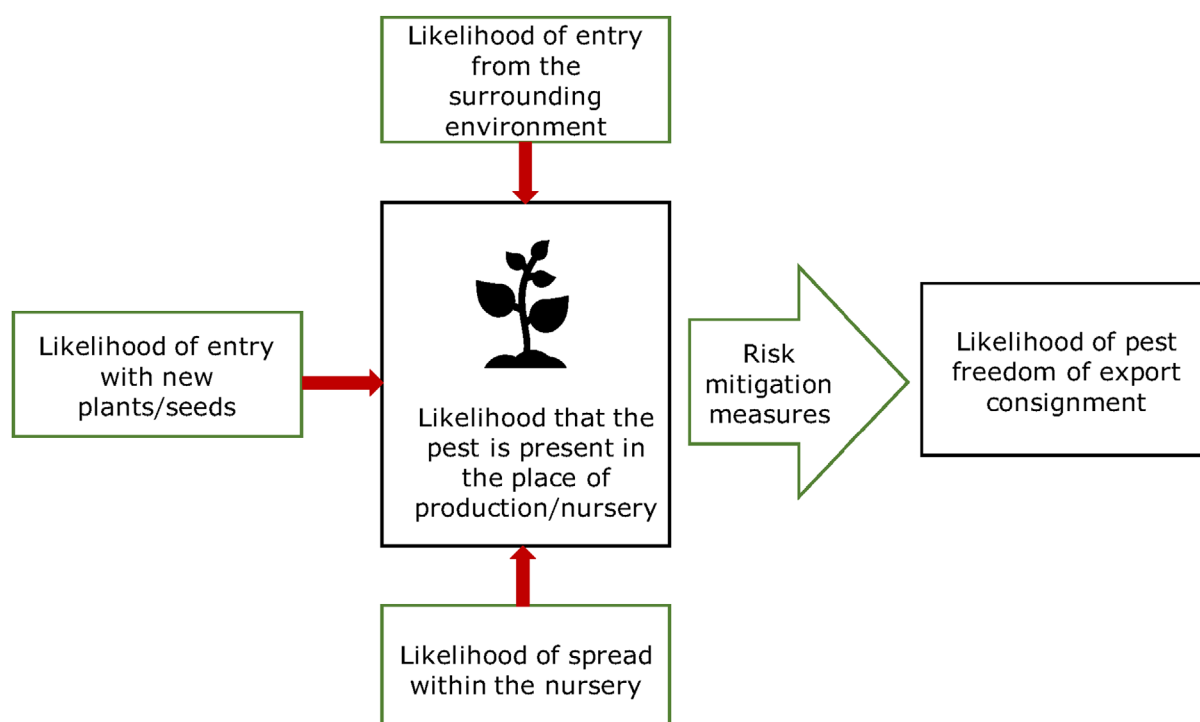 Likelihood of entry
from the
surrounding
environment
Likelihood of entry
with new
plants/seeds
Likelihood that the
pest is present in
the place of
production/nursery
Risk
mitigation
measures
Likelihood of pest
freedom of export
consignment
Likelihood of spread
within the nursery